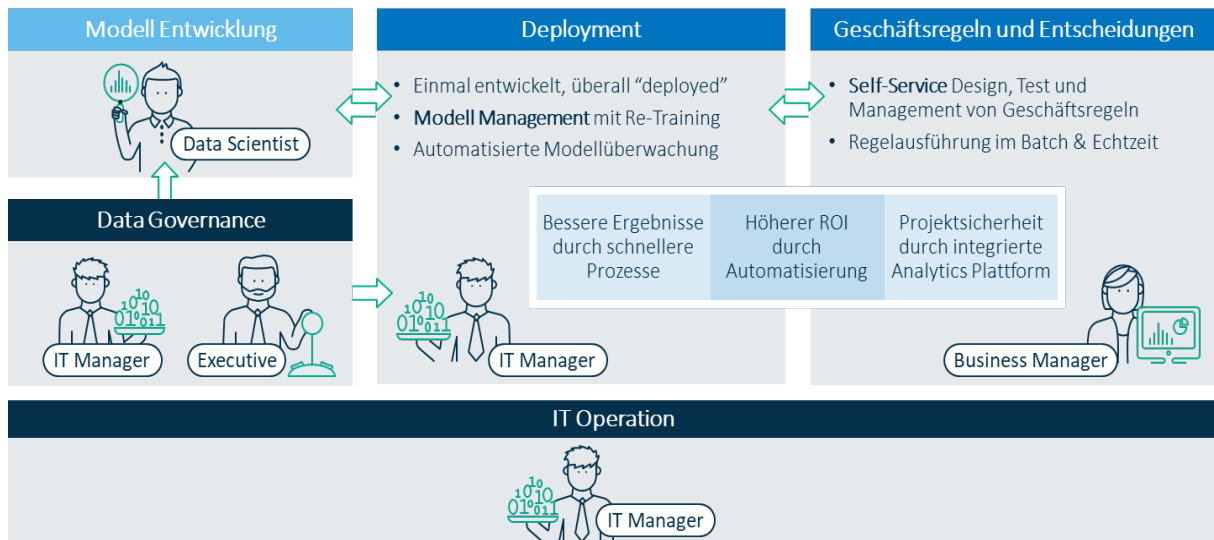 Modell Entwicklung
Data Scientist
Data Governance
IT Manager
Executive
Deployment
• Einmal entwickelt, überall “deployed”
• Modell Management mit Re-Training
• Automatisierte Modellüberwachung
IT Manager
Geschäftsregeln und Entscheidungen
• Self-Service Design, Test und
Management von Geschäftsregeln
• Regelausführung im Batch & Echtzeit
Bessere Ergebnisse
durch schnellere
Prozesse
Höherer ROI
durch
Automatisierung
Projektsicherheit
durch integrierte
Analytics Plattform
Business Manager
IT Operation
IT Manager